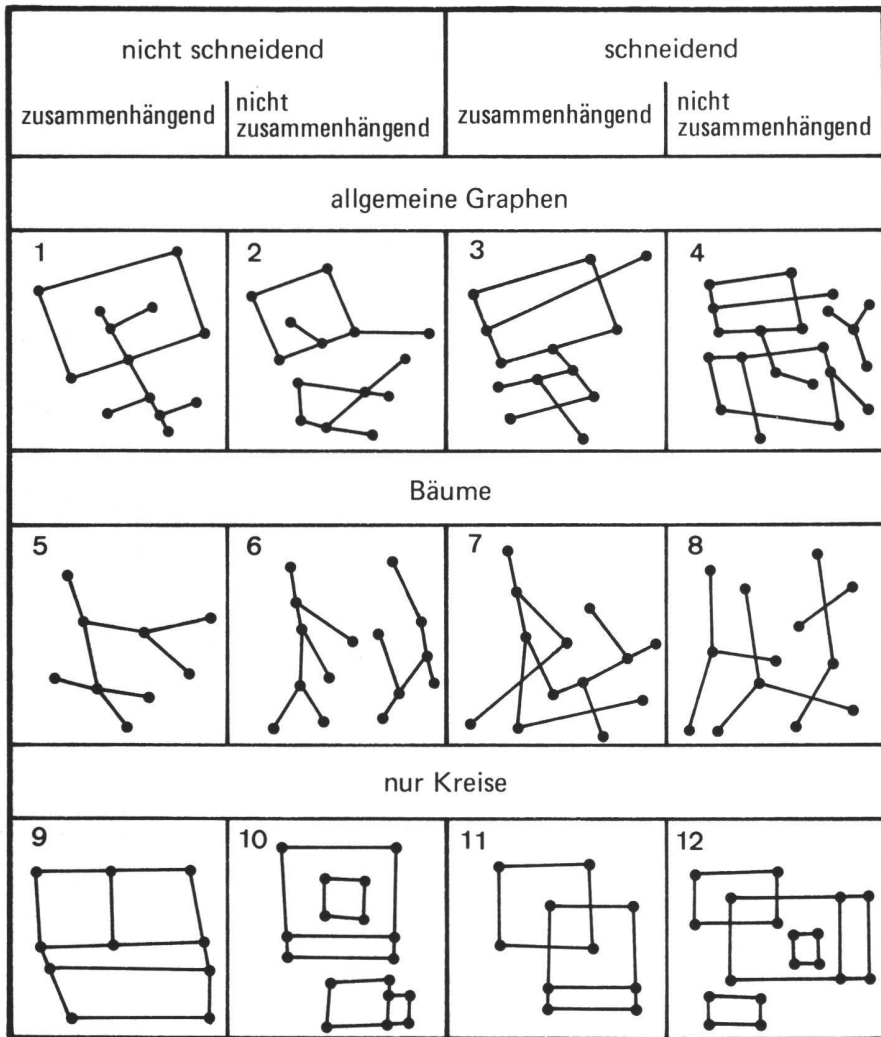 nicht schneidend
schneidend
zusammenhängend
nicht
zusammenhängend
zusammenhängend
nicht
zusammenhängend
allgemeine Graphen
1
2
3
4
Bäume
5
6
7
8
nur Kreise
9
10
11
12